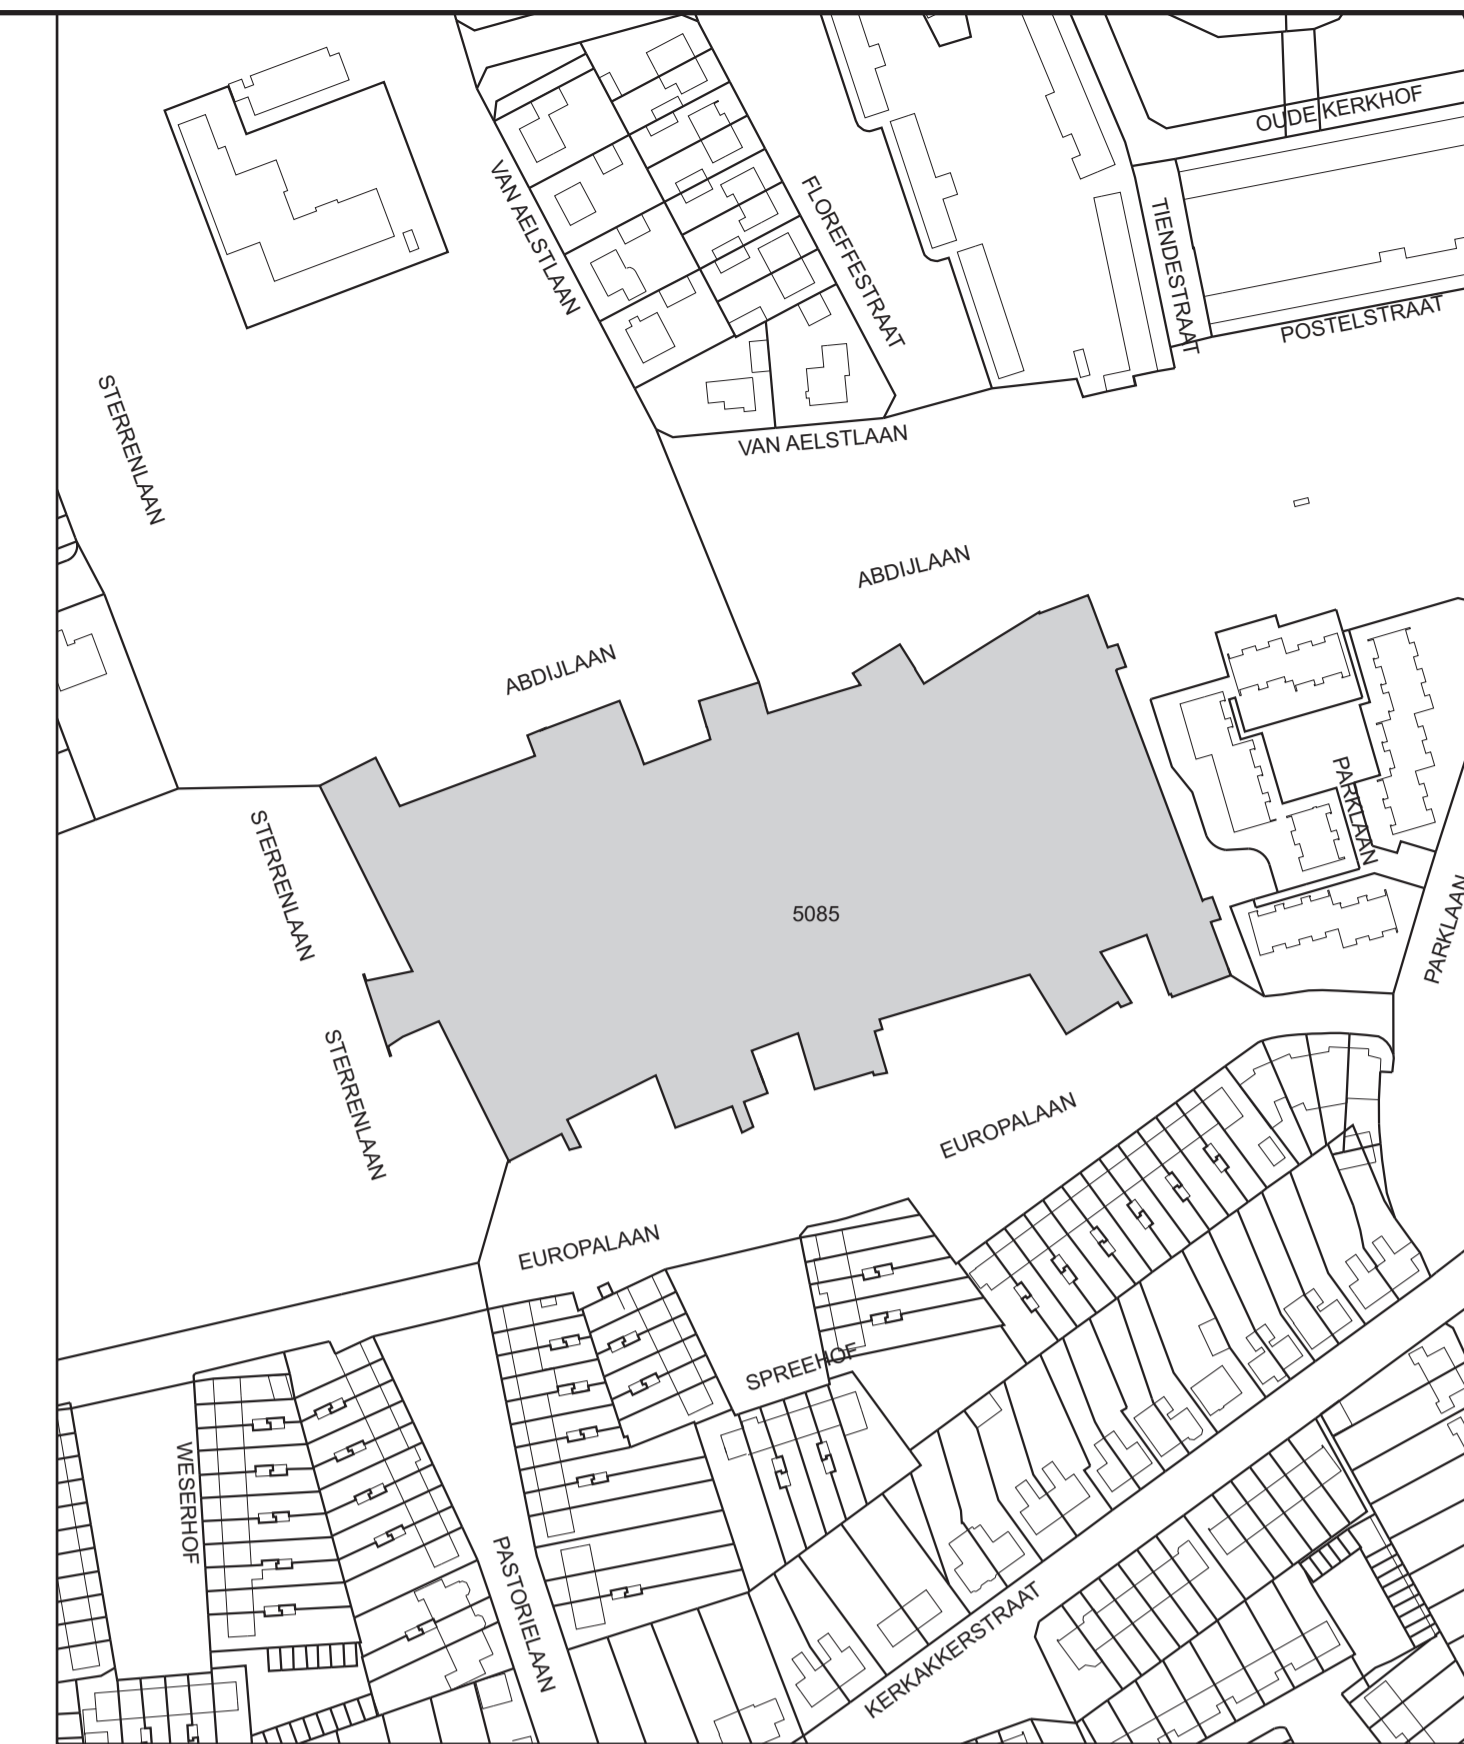 OUDE KERKHOF
VAN AELSTLAAN
FLOREFFESTRAAT
TIENDESTRAAT
POSTELSTRAAT
STERRENLAAN
VAN AELSTLAAN
ABDIJLAAN
ABDIJLAAN
PARKLAAN
STERRENLAAN
5085
PARKLAAN
STERRENLAAN
EUROPALAAN
EUROPALAAN
SPREEHOF
WESERHOF
PASTORIELAAN
KERKAKKERSTRAAT